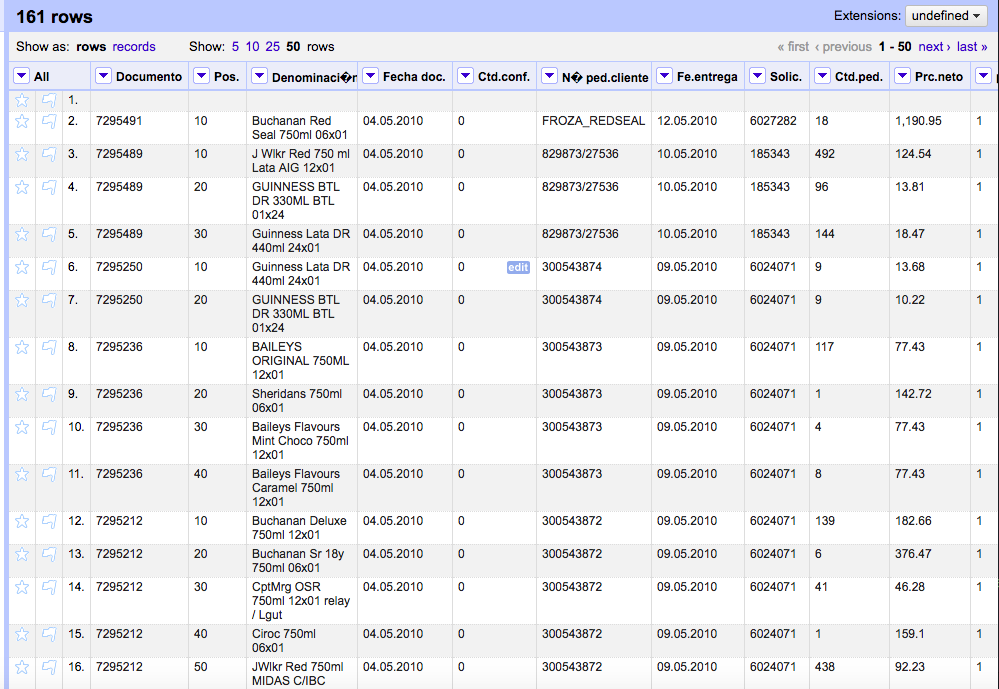 161 rows Extensions: undefined
Show as: rows records Show: 5 10 25 50 rows « first ‹ previous 1 - 50 next › last »
All Documento Pos. Denominaci�n Fecha doc. Ctd.conf. N� ped.cliente Fe.entrega Solic. Ctd.ped. Prc.neto
1.
2. 7295491 10 Buchanan Red 04.05.2010 0 FROZA_REDSEAL 12.05.2010 6027282 18 1,190.95 1
Seal 750ml 06x01
3. 7295489 10 J Wlkr Red 750 ml 04.05.2010 0 829873/27536 10.05.2010 185343 492 124.54 1
Lata AIG 12x01
4. 7295489 20 GUINNESS BTL 04.05.2010 0 829873/27536 10.05.2010 185343 96 13.81 1
DR 330ML BTL
01x24
5. 7295489 30 Guinness Lata DR 04.05.2010 0 829873/27536 10.05.2010 185343 144 18.47 1
440ml 24x01
6. 7295250 10 Guinness Lata DR 04.05.2010 0 edit 300543874 09.05.2010 6024071 9 13.68 1
440ml 24x01
7. 7295250 20 GUINNESS BTL 04.05.2010 0 300543874 09.05.2010 6024071 9 10.22 1
DR 330ML BTL
01x24
8. 7295236 10 BAILEYS 04.05.2010 0 300543873 09.05.2010 6024071 117 77.43 1
ORIGINAL 750ML
12x01
9. 7295236 20 Sheridans 750ml 04.05.2010 0 300543873 09.05.2010 6024071 1 142.72 1
06x01
10. 7295236 30 Baileys Flavours 04.05.2010 0 300543873 09.05.2010 6024071 4 77.43 1
Mint Choco 750ml
12x01
11. 7295236 40 Baileys Flavours 04.05.2010 0 300543873 09.05.2010 6024071 8 77.43 1
Caramel 750ml
12x01
12. 7295212 10 Buchanan Deluxe 04.05.2010 0 300543872 09.05.2010 6024071 139 182.66 1
750ml 12x01
13. 7295212 20 Buchanan Sr 18y 04.05.2010 0 300543872 09.05.2010 6024071 6 376.47 1
750ml 06x01
14. 7295212 30 CptMrg OSR 04.05.2010 0 300543872 09.05.2010 6024071 41 46.28 1
750ml 12x01 relay
/ Lgut
15. 7295212 40 Ciroc 750ml 04.05.2010 0 300543872 09.05.2010 6024071 1 159.1 1
06x01
16. 7295212 50 JWlkr Red 750ml 04.05.2010 0 300543872 09.05.2010 6024071 438 92.23 1
MIDAS C/IBC